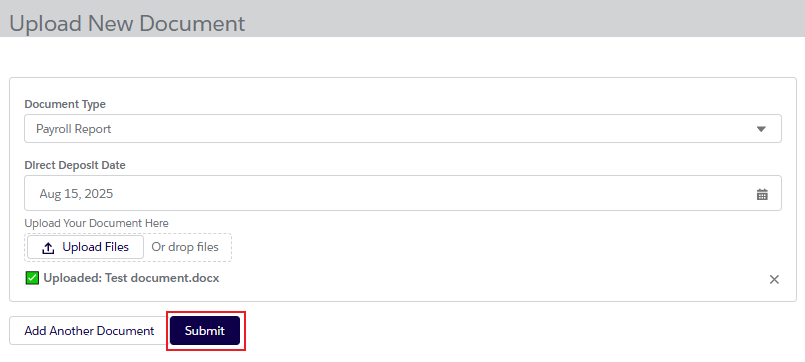 Upload New Document
Document Type
Payroll Report
Direct Deposit Date
Aug 15, 2025
Upload Your Document Here
Upload Files Or drop files
Uploaded: Test document.docx
Add Another Document Submit